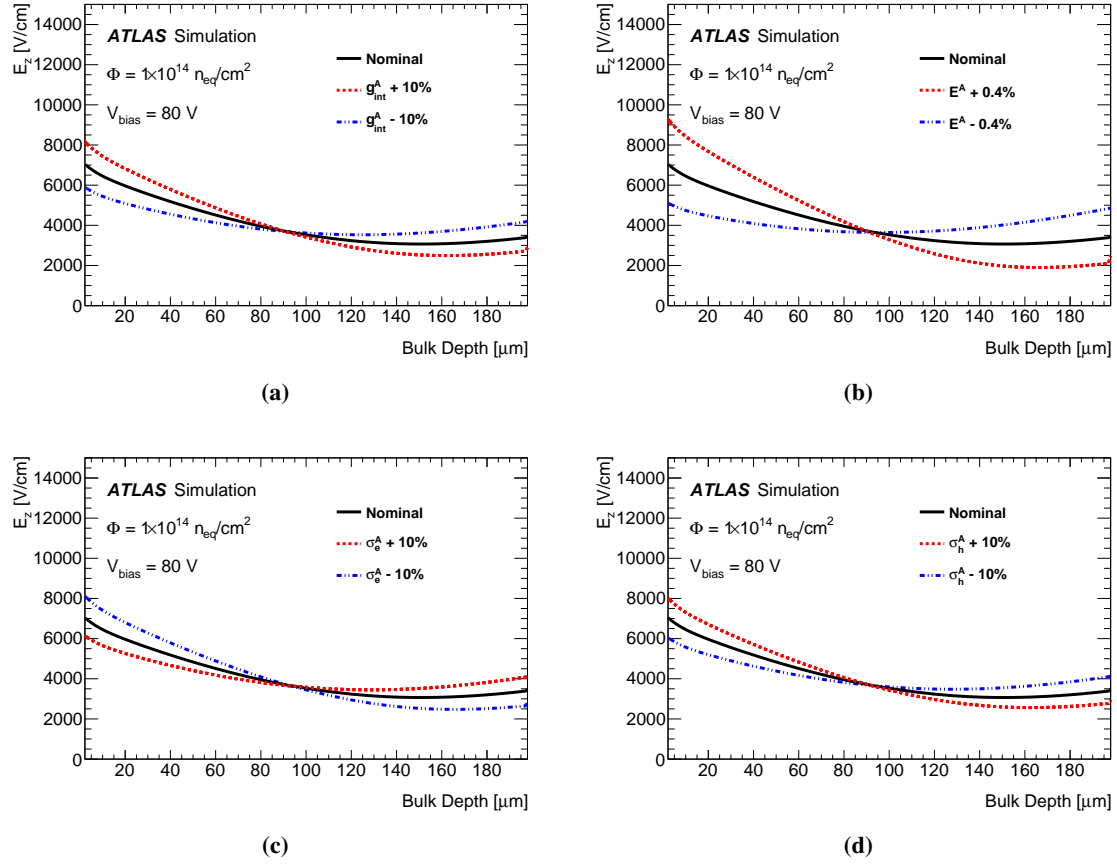 E_z [V/cm]
14000
12000
10000
8000
6000
4000
2000
0
ATLAS Simulation
Φ = 1×10^14 n_eq/cm^2
V_bias = 80 V
Nominal
g_int^A + 10%
g_int^A - 10%
20 40 60 80 100 120 140 160 180
Bulk Depth [μm]
(a)
E_z [V/cm]
14000
12000
10000
8000
6000
4000
2000
0
ATLAS Simulation
Φ = 1×10^14 n_eq/cm^2
V_bias = 80 V
Nominal
E^A + 0.4%
E^A - 0.4%
20 40 60 80 100 120 140 160 180
Bulk Depth [μm]
(b)
E_z [V/cm]
14000
12000
10000
8000
6000
4000
2000
0
ATLAS Simulation
Φ = 1×10^14 n_eq/cm^2
V_bias = 80 V
Nominal
σ_e^A + 10%
σ_e^A - 10%
20 40 60 80 100 120 140 160 180
Bulk Depth [μm]
(c)
E_z [V/cm]
14000
12000
10000
8000
6000
4000
2000
0
ATLAS Simulation
Φ = 1×10^14 n_eq/cm^2
V_bias = 80 V
Nominal
σ_h^A + 10%
σ_h^A - 10%
20 40 60 80 100 120 140 160 180
Bulk Depth [μm]
(d)